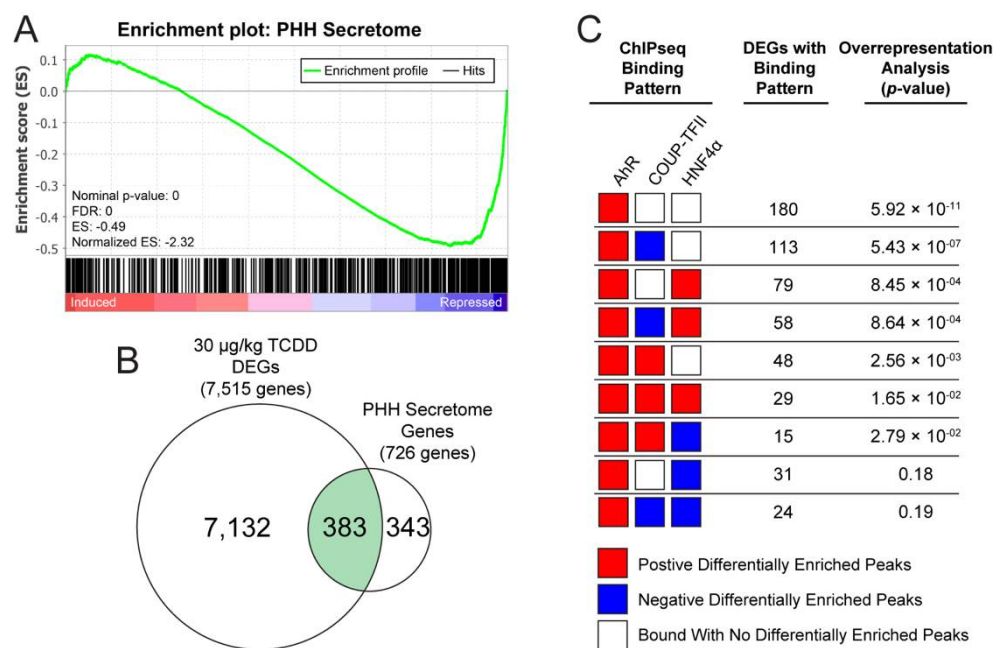 A
Enrichment plot: PHH Secretome
Enrichment score (ES)
0.1
0.0
-0.1
-0.2
-0.3
-0.4
-0.5
Enrichment profile
Hits
Nominal p-value: 0
FDR: 0
ES: -0.49
Normalized ES: -2.32
Induced
Repressed
B
30 µg/kg TCDD
DEGs
(7,515 genes)
PHH Secretome
Genes
(726 genes)
7,132
383
343
C
ChIPseq
Binding
Pattern
DEGs with
Binding
Pattern
Overrepresentation
Analysis
(p-value)
AhR
COUP-TFII
HNF4α
180 5.92 × 10⁻¹¹
113 5.43 × 10⁻⁰⁷
79 8.45 × 10⁻⁰⁴
58 8.64 × 10⁻⁰⁴
48 2.56 × 10⁻⁰³
29 1.65 × 10⁻⁰²
15 2.79 × 10⁻⁰²
31 0.18
24 0.19
Postive Differentially Enriched Peaks
Negative Differentially Enriched Peaks
Bound With No Differentially Enriched Peaks